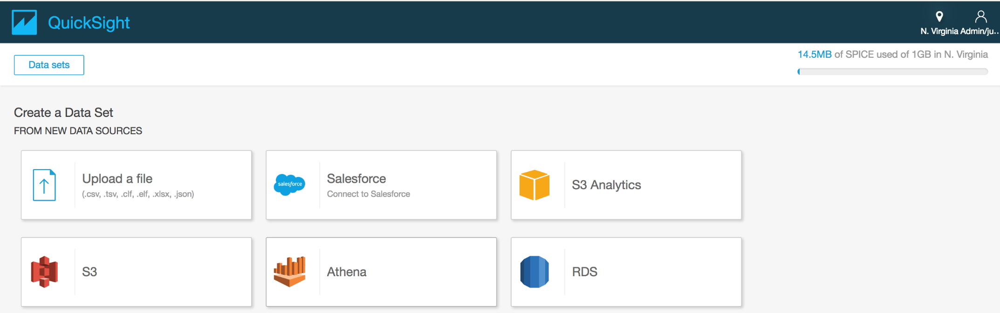 QuickSight
N. Virginia Admin/ju..
Data sets
14.5MB of SPICE used of 1GB in N. Virginia
Create a Data Set
FROM NEW DATA SOURCES
Upload a file
(.csv, .tsv, .clf, .elf, .xlsx, .json)
salesforce
Salesforce
Connect to Salesforce
S3 Analytics
S3
Athena
RDS